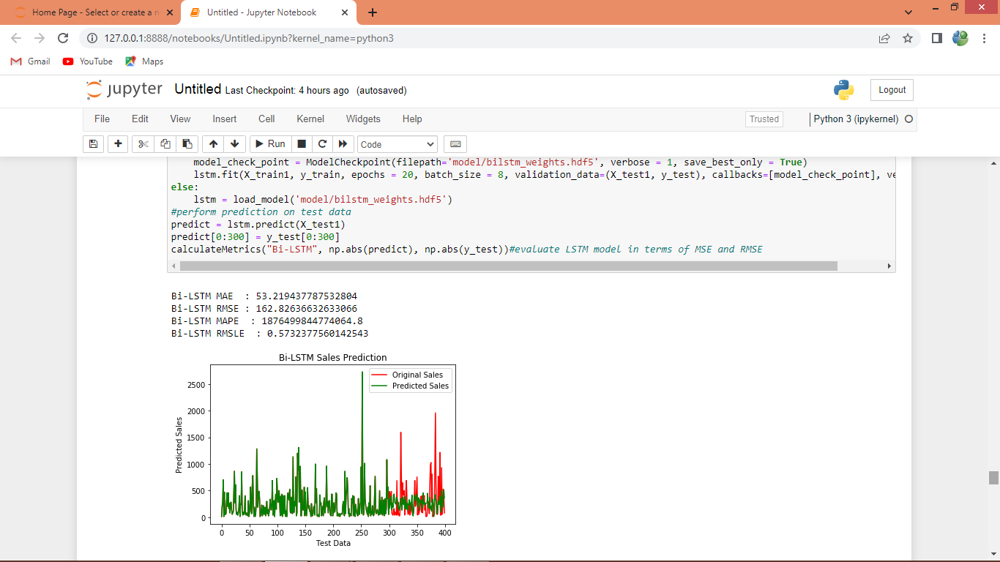 Home Page - Select or create a n
Untitled - Jupyter Notebook
127.0.0.1:8888/notebooks/Untitled.ipynb?kernel_name=python3
Gmail YouTube Maps
jupyter Untitled Last Checkpoint: 4 hours ago (autosaved)
Logout
File Edit View Insert Cell Kernel Widgets Help
Trusted
Python 3 (ipykernel)
Run
Code
model_check_point = ModelCheckpoint(filepath='model/bilstm_weights.hdf5', verbose = 1, save_best_only = True)
lstm.fit(X_train1, y_train, epochs = 20, batch_size = 8, validation_data=(X_test1, y_test), callbacks=[model_check_point], ve
else:
lstm = load_model('model/bilstm_weights.hdf5')
#perform prediction on test data
predict = lstm.predict(X_test1)
predict[0:300] = y_test[0:300]
calculateMetrics("Bi-LSTM", np.abs(predict), np.abs(y_test))#evaluate LSTM model in terms of MSE and RMSE
Bi-LSTM MAE  : 53.219437787532804
Bi-LSTM RMSE : 162.82636632633066
Bi-LSTM MAPE  : 1876499844774064.8
Bi-LSTM RMSLE  : 0.5732377560142543
Bi-LSTM Sales Prediction
Original Sales
Predicted Sales
2500
2000
1500
1000
500
0
Predicted Sales
0 50 100 150 200 250 300 350 400
Test Data